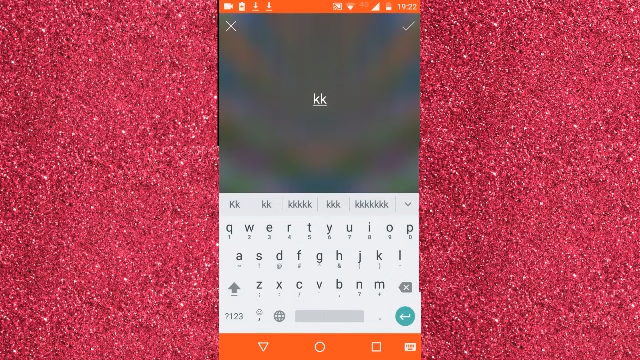 19:22
kk
Kk kk kkkkk kkk kkkkkkk
q w e r t y u i o p
1 2 3 4 5 6 7 8 9 0
a s d f g h j k l
z x c v b n m
?123